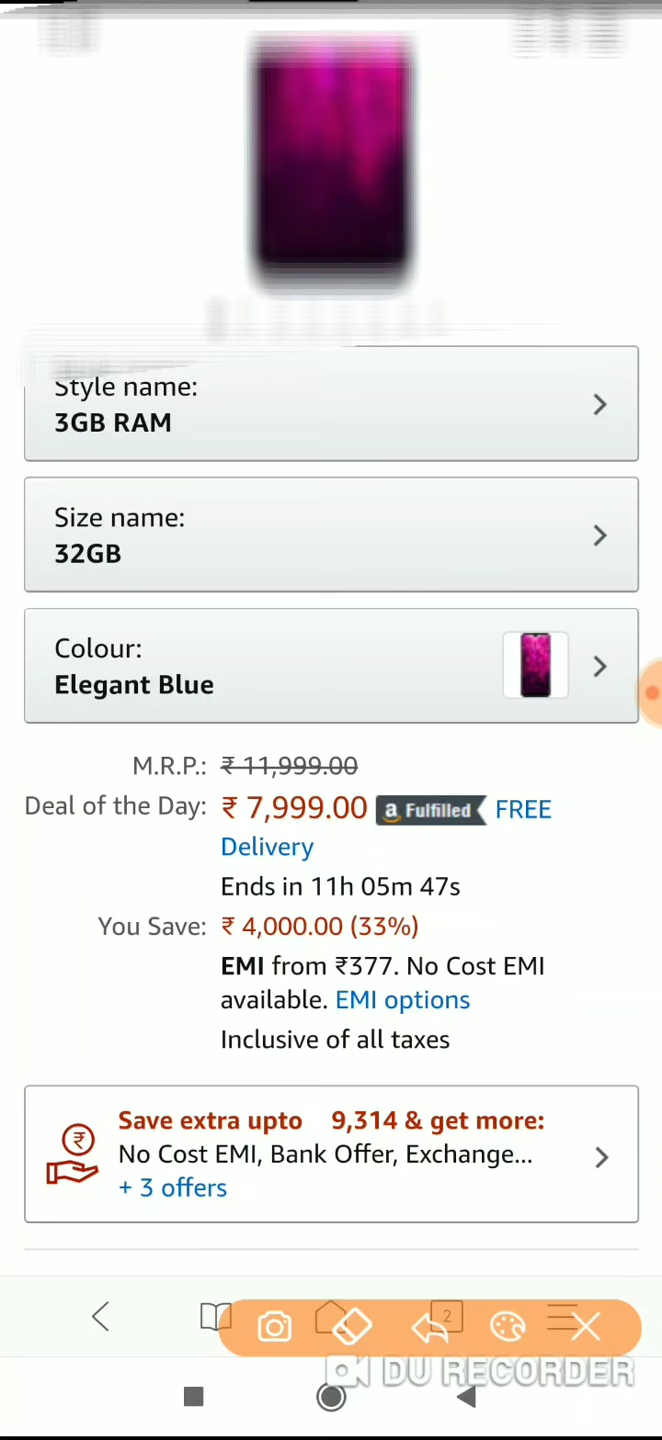 Style name:
3GB RAM
Size name:
32GB
Colour:
Elegant Blue
M.R.P.: ₹ 11,999.00
Deal of the Day: ₹ 7,999.00 a Fulfilled FREE
Delivery
Ends in 11h 05m 47s
You Save: ₹ 4,000.00 (33%)
EMI from ₹377. No Cost EMI
available. EMI options
Inclusive of all taxes
Save extra upto 9,314 & get more:
No Cost EMI, Bank Offer, Exchange...
+ 3 offers
2
DU RECORDER